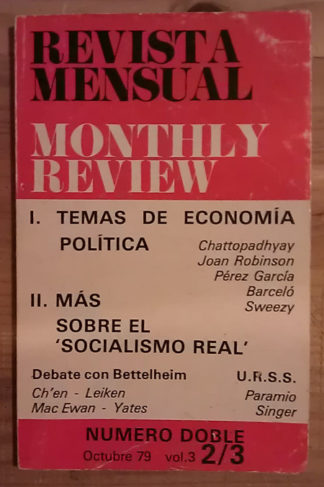 REVISTA
MENSUAL
MONTHLY
REVIEW
I. TEMAS DE ECONOMÍA
POLÍTICA
Chattopadhyay
Joan Robinson
Pérez García
Barceló
Sweezy
II. MÁS
SOBRE EL
'SOCIALISMO REAL'
Debate con Bettelheim
Ch'en - Leiken
Mac Ewan - Yates
U.R.S.S.
Paramio
Singer
NUMERO DOBLE
Octubre 79 vol.3 2/3